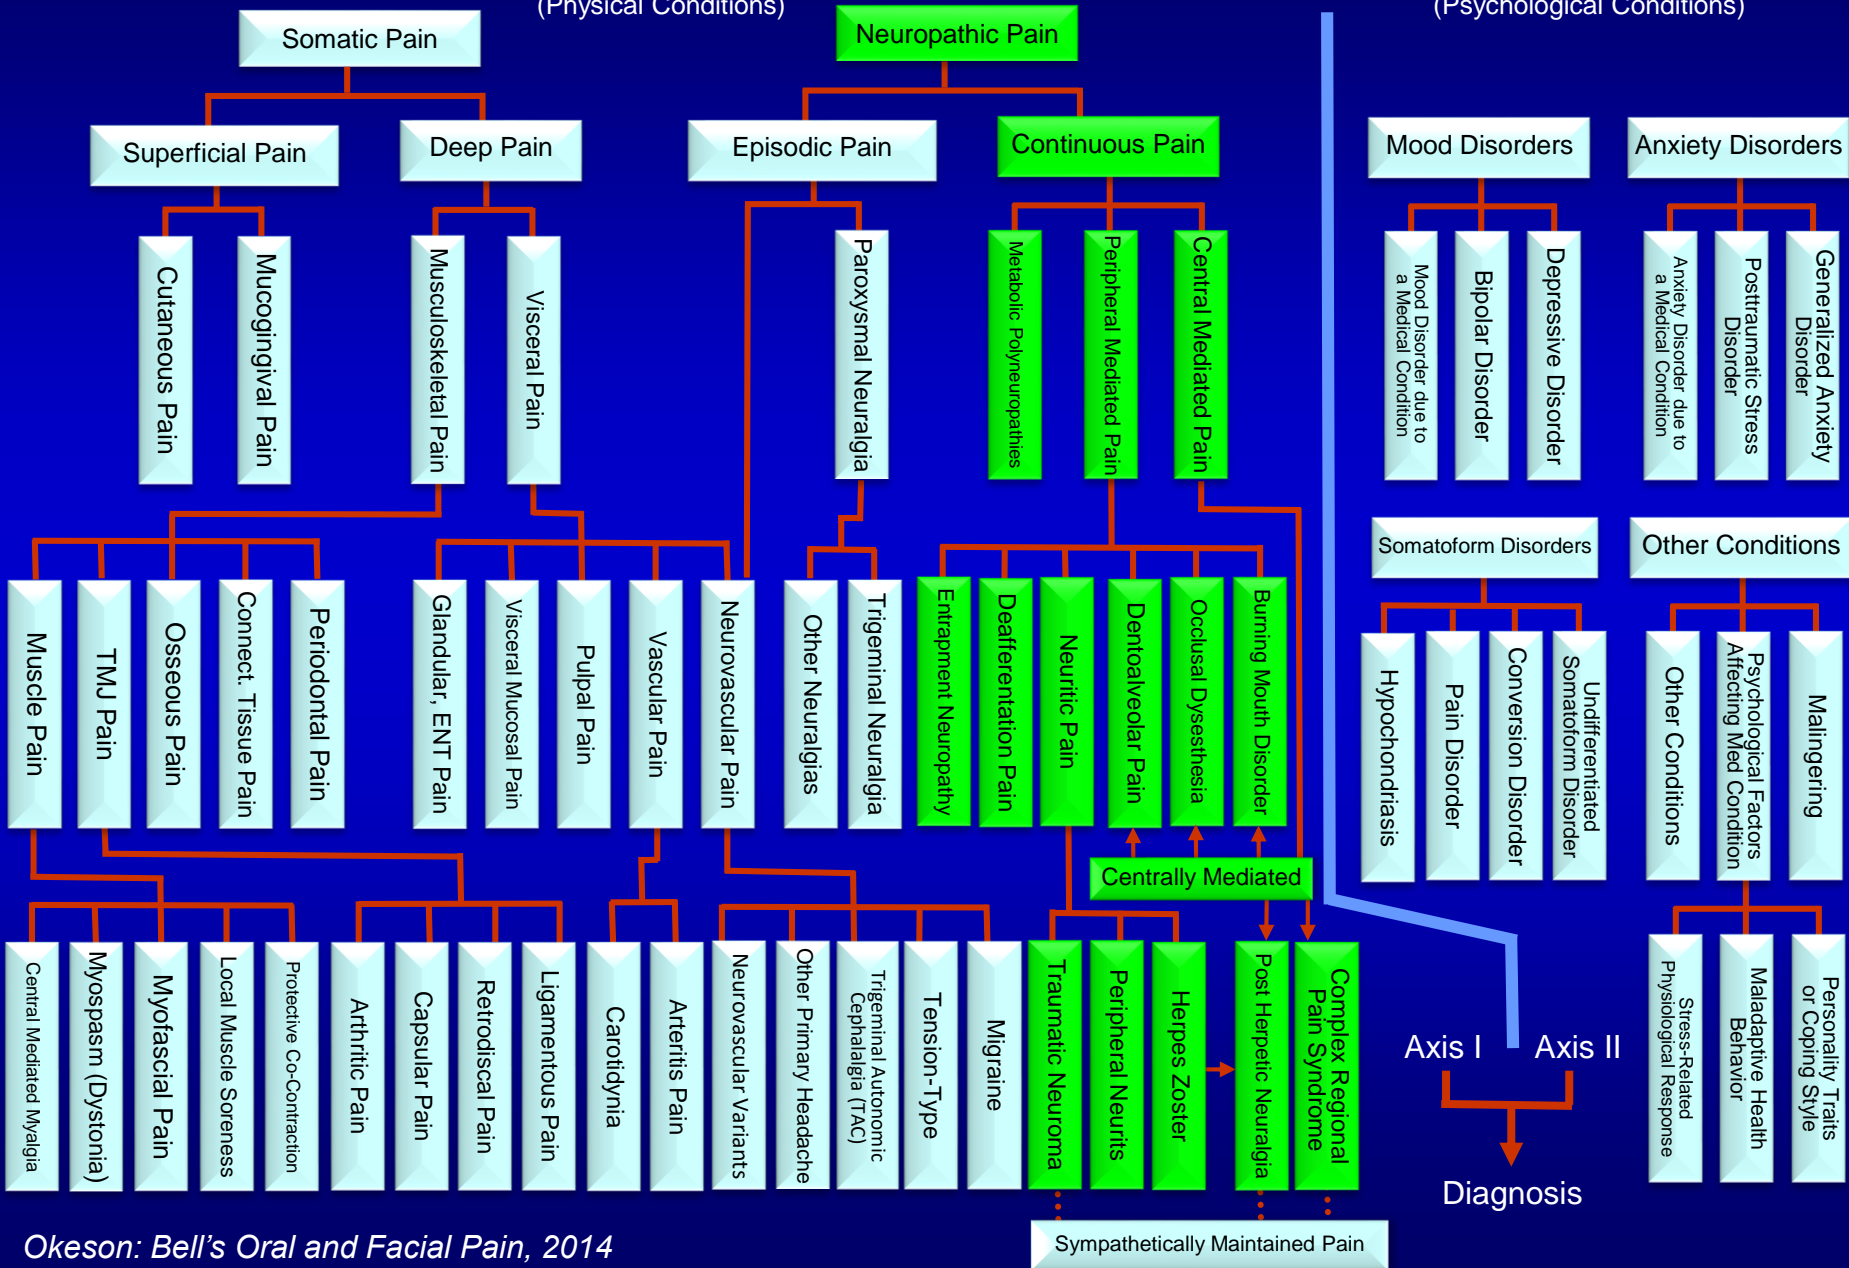 (Physical Conditions)
(Psychological Conditions)
Somatic Pain
Neuropathic Pain
Superficial Pain
Deep Pain
Episodic Pain
Continuous Pain
Mood Disorders
Anxiety Disorders
Cutaneous Pain
Mucogingival Pain
Musculoskeletal Pain
Visceral Pain
Paroxysmal Neuralgia
Metabolic Polyneuropathies
Peripheral Mediated Pain
Central Mediated Pain
Mood Disorder due to
a Medical Condition
Bipolar Disorder
Depressive Disorder
Anxiety Disorder due to
a Medical Condition
Posttraumatic Stress
Disorder
Generalized Anxiety
Disorder
Somatoform Disorders
Other Conditions
Muscle Pain
TMJ Pain
Osseous Pain
Connect. Tissue Pain
Periodontal Pain
Glandular, ENT Pain
Visceral Mucosal Pain
Pulpal Pain
Vascular Pain
Neurovascular Pain
Other Neuralgias
Trigeminal Neuralgia
Entrapment Neuropathy
Deafferentation Pain
Neuritic Pain
Dentoalveolar Pain
Occlusal Dysesthesia
Burning Mouth Disorder
Hypochondriasis
Pain Disorder
Conversion Disorder
Undifferentiated
Somatoform Disorder
Other Conditions
Psychological Factors
Affecting Med Condition
Malingering
Centrally Mediated
Central Mediated Myalgia
Myospasm (Dystonia)
Myofascial Pain
Local Muscle Soreness
Protective Co-Contraction
Arthritic Pain
Capsular Pain
Retrodiscal Pain
Ligamentous Pain
Carotidynia
Arteritis Pain
Neurovascular Variants
Other Primary Headache
Trigeminal Autonomic
Cephalalgia (TAC)
Tension-Type
Migraine
Traumatic Neuroma
Peripheral Neurits
Herpes Zoster
Post Herpetic Neuralgia
Complex Regional
Pain Syndrome
Stress-Related
Physiological Response
Maladaptive Health
Behavior
Personality Traits
or Coping Style
Axis I
Axis II
Diagnosis
Sympathetically Maintained Pain
Okeson: Bell's Oral and Facial Pain, 2014